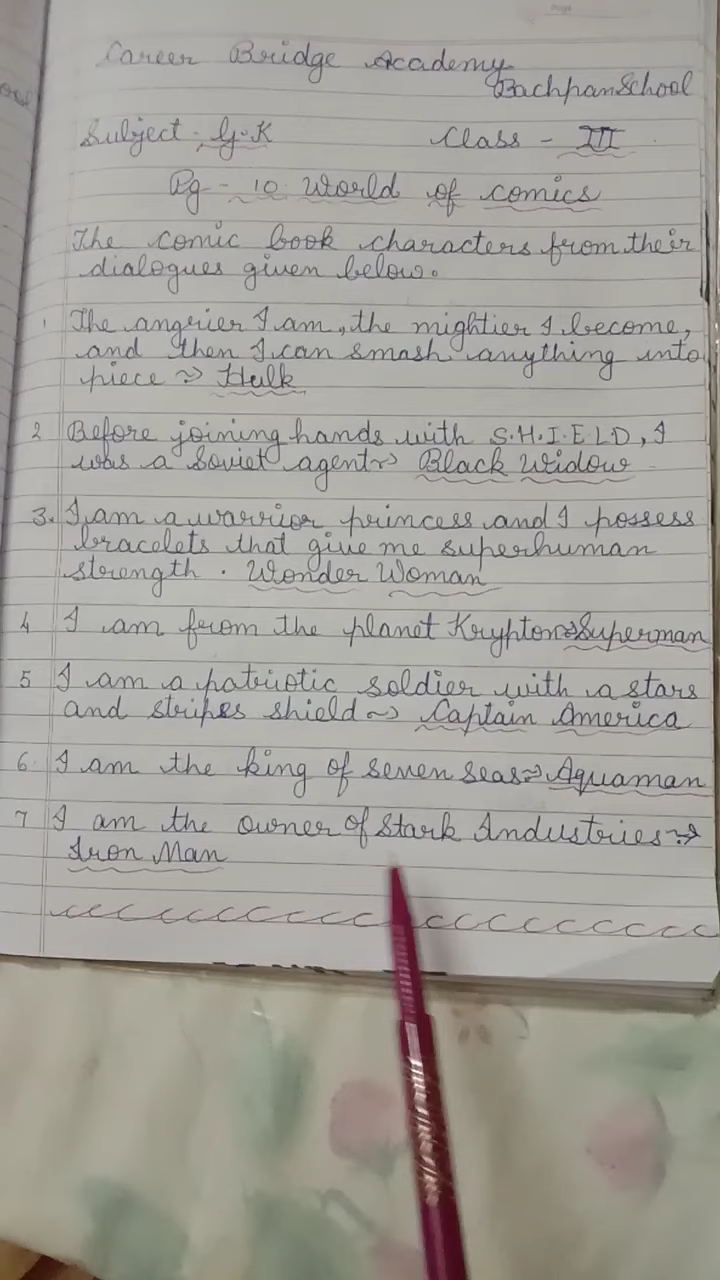 Career Bridge Academy
Bachpan School
Subject - G.K Class - III
Pg - 10 World of comics
The comic book characters from their
dialogues given below.
1 The angrier I am, the mightier I become,
and then I can smash anything into
piece ⇒ Hulk
2 Before joining hands with S.H.I.E.L.D, I
was a Soviet agent ~> Black Widow
3. I am a warrior princess and I possess
bracelets that give me superhuman
strength . Wonder Woman
4 I am from the planet Krypton ⇒ Superman
5 I am a patriotic soldier with a stars
and stripes shield ~> Captain America
6. I am the king of seven seas ⇒ Aquaman
7 I am the owner of Stark Industries ⇒
Iron Man